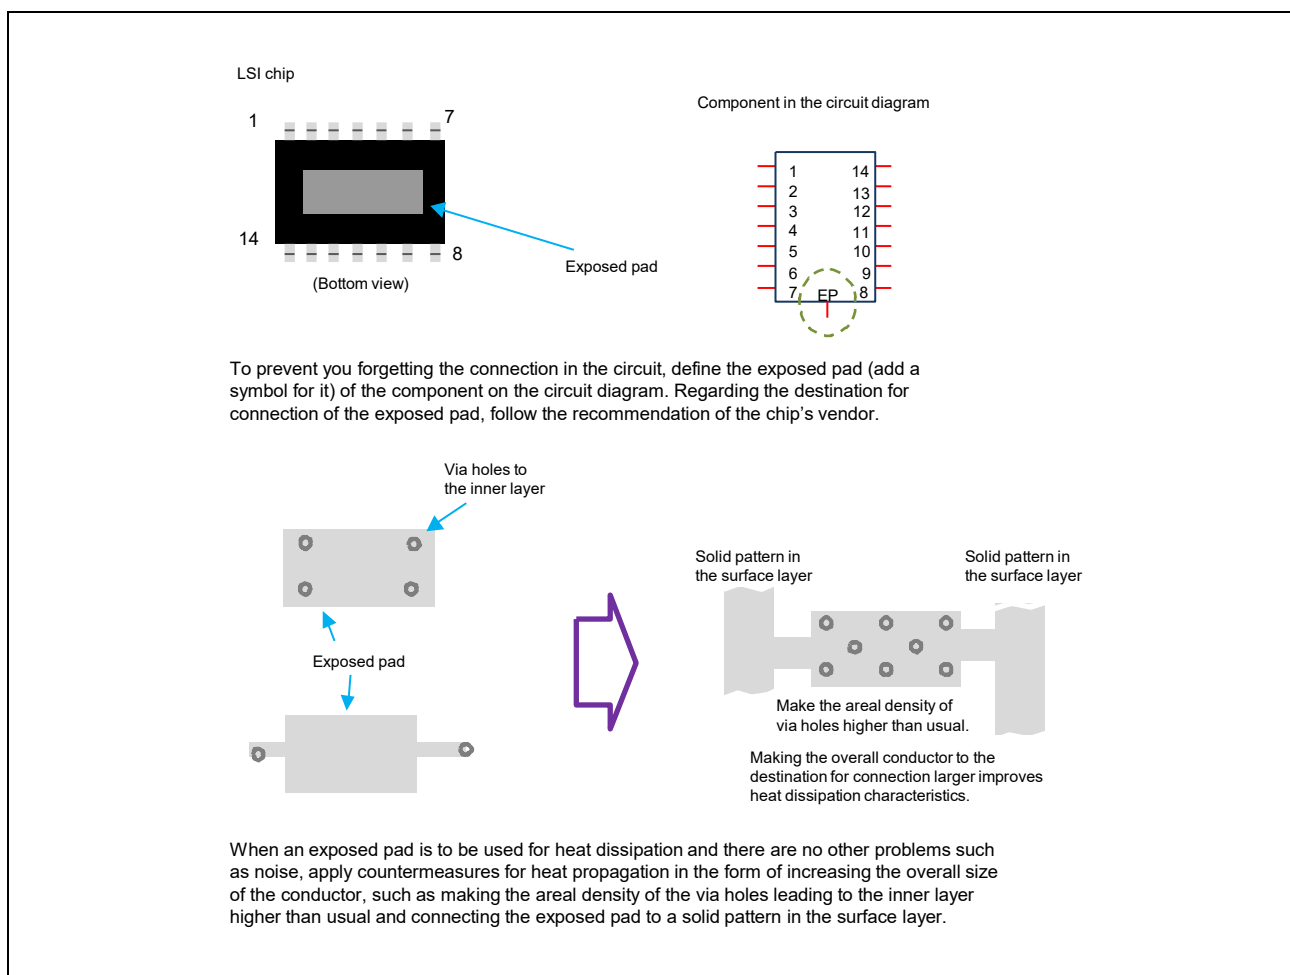 LSI chip
Component in the circuit diagram
1
7
14
8
(Bottom view)
Exposed pad
1 14
2 13
3 12
4 11
5 10
6 9
7 EP 8
To prevent you forgetting the connection in the circuit, define the exposed pad (add a
symbol for it) of the component on the circuit diagram. Regarding the destination for
connection of the exposed pad, follow the recommendation of the chip's vendor.
Via holes to
the inner layer
Exposed pad
Solid pattern in
the surface layer
Solid pattern in
the surface layer
Make the areal density of
via holes higher than usual.
Making the overall conductor to the
destination for connection larger improves
heat dissipation characteristics.
When an exposed pad is to be used for heat dissipation and there are no other problems such
as noise, apply countermeasures for heat propagation in the form of increasing the overall size
of the conductor, such as making the areal density of the via holes leading to the inner layer
higher than usual and connecting the exposed pad to a solid pattern in the surface layer.